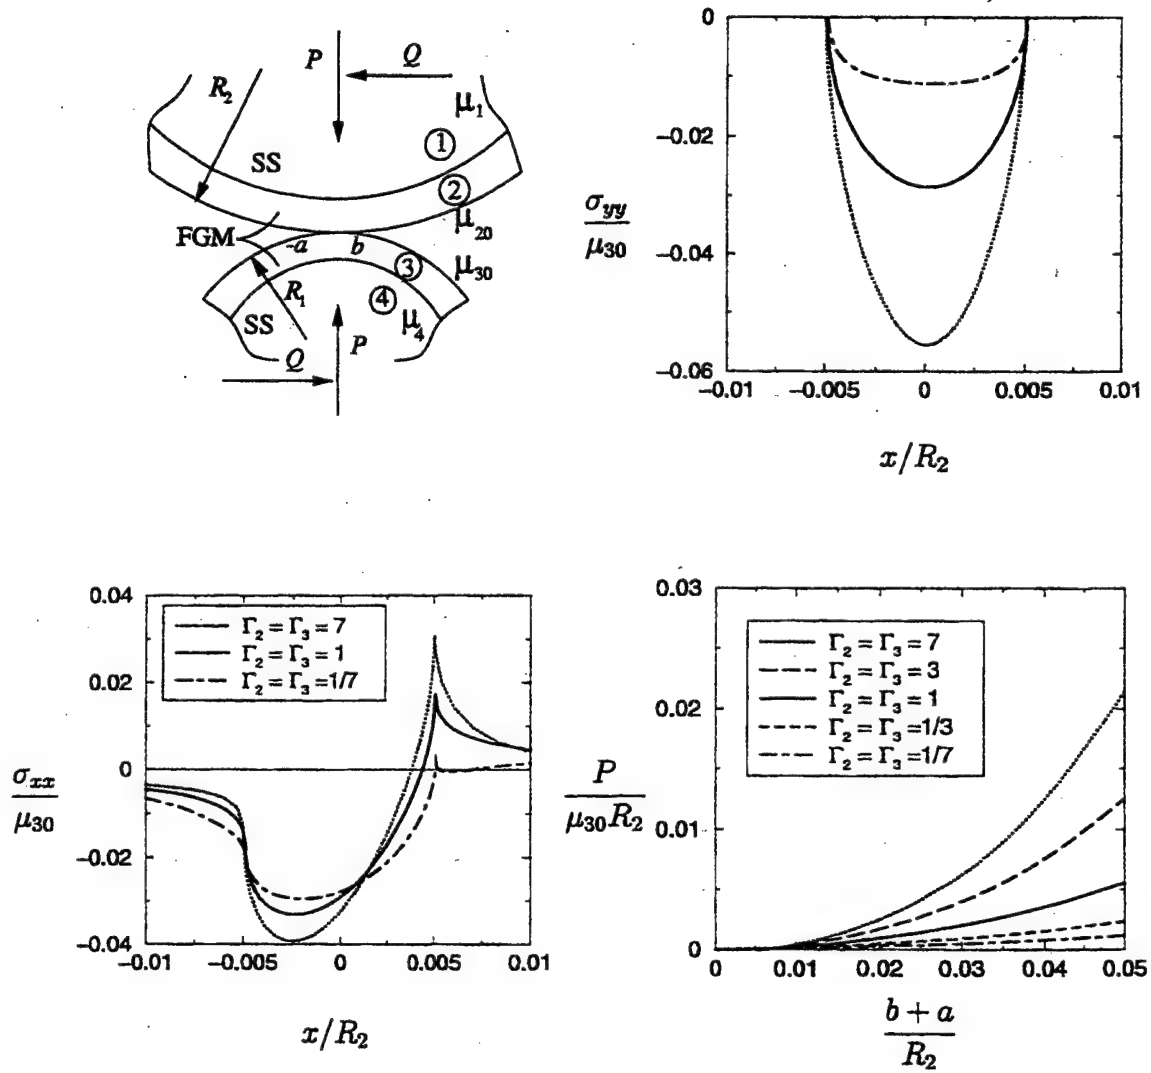 P
Q
R₂
μ₁
①
SS
②
μ₂₀
FGM
-a
b
③
μ₃₀
R₁
④
SS
μ₄
Q
P
0
−0.02
−0.04
−0.06
σyy
μ30
−0.01
−0.005
0
0.005
0.01
x/R₂
0.04
0.02
0
−0.02
−0.04
Γ₂ = Γ₃ = 7
Γ₂ = Γ₃ = 1
Γ₂ = Γ₃ =1/7
σxx
μ30
−0.01
−0.005
0
0.005
0.01
x/R₂
0.03
0.02
0.01
0
Γ₂ = Γ₃ = 7
Γ₂ = Γ₃ = 3
Γ₂ = Γ₃ = 1
Γ₂ = Γ₃ =1/3
Γ₂ = Γ₃ =1/7
P
μ30R₂
0
0.01
0.02
0.03
0.04
0.05
b + a
R₂